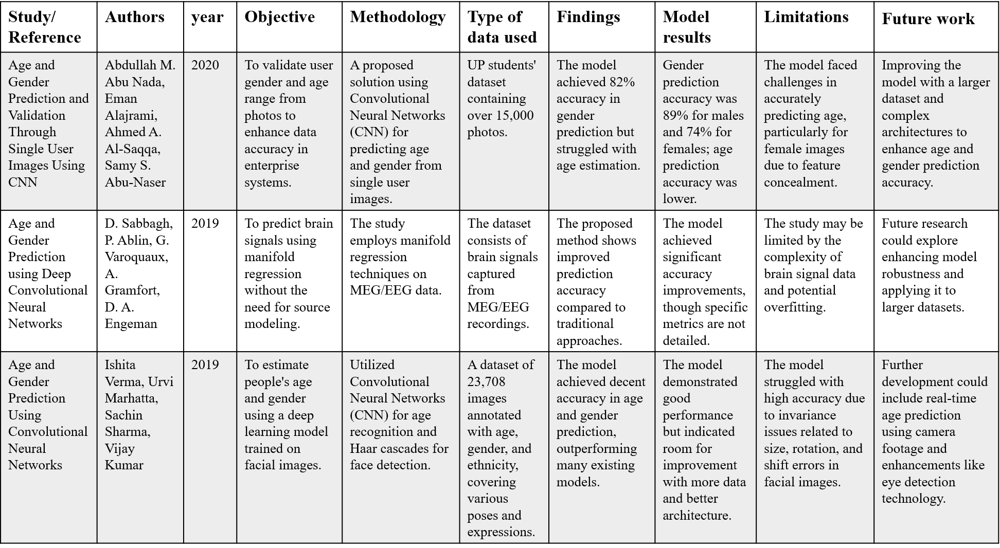 Study/
Reference
Authors
year
Objective
Methodology
Type of
data used
Findings
Model
results
Limitations
Future work
Age and
Gender
Prediction and
Validation
Through
Single User
Images Using
CNN
Abdullah M.
Abu Nada,
Eman
Alajrami,
Ahmed A.
Al-Saqqa,
Samy S.
Abu-Naser
2020
To validate user
gender and age
range from
photos to
enhance data
accuracy in
enterprise
systems.
A proposed
solution using
Convolutional
Neural Networks
(CNN) for
predicting age
and gender from
single user
images.
UP students'
dataset
containing
over 15,000
photos.
The model
achieved 82%
accuracy in
gender
prediction but
struggled with
age estimation.
Gender
prediction
accuracy was
89% for males
and 74% for
females; age
prediction
accuracy was
lower.
The model faced
challenges in
accurately
predicting age,
particularly for
female images
due to feature
concealment.
Improving the
model with a larger
dataset and
complex
architectures to
enhance age and
gender prediction
accuracy.
Age and
Gender
Prediction
using Deep
Convolutional
Neural
Networks
D. Sabbagh,
P. Ablin, G.
Varoquaux,
A.
Gramfort,
D. A.
Engeman
2019
To predict brain
signals using
manifold
regression
without the
need for source
modeling.
The study
employs manifold
regression
techniques on
MEG/EEG data.
The dataset
consists of
brain signals
captured
from
MEG/EEG
recordings.
The proposed
method shows
improved
prediction
accuracy
compared to
traditional
approaches.
The model
achieved
significant
accuracy
improvements,
though specific
metrics are not
detailed.
The study may be
limited by the
complexity of
brain signal data
and potential
overfitting.
Future research
could explore
enhancing model
robustness and
applying it to
larger datasets.
Age and
Gender
Prediction
Using
Convolutional
Neural
Networks
Ishita
Verma, Urvi
Marhatta,
Sachin
Sharma,
Vijay
Kumar
2019
To estimate
people's age
and gender
using a deep
learning model
trained on
facial images.
Utilized
Convolutional
Neural Networks
(CNN) for age
recognition and
Haar cascades for
face detection.
A dataset of
23,708
images
annotated
with age,
gender, and
ethnicity,
covering
various
poses and
expressions.
The model
achieved decent
accuracy in age
and gender
prediction,
outperforming
many existing
models.
The model
demonstrated
good
performance
but indicated
room for
improvement
with more data
and better
architecture.
The model
struggled with
high accuracy due
to invariance
issues related to
size, rotation, and
shift errors in
facial images.
Further
development could
include real-time
age prediction
using camera
footage and
enhancements like
eye detection
technology.